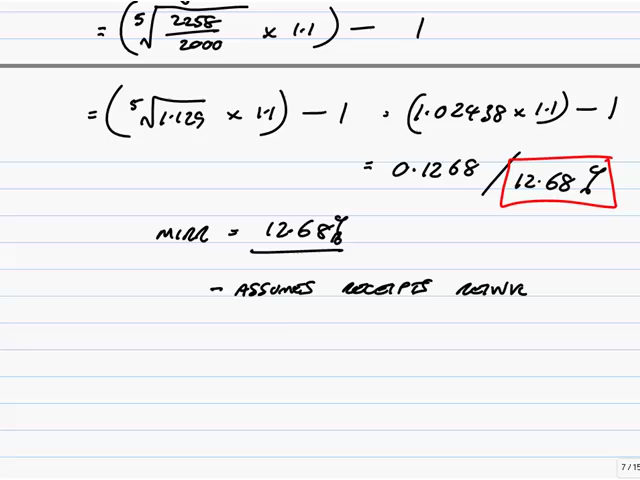 = (⁵√(2258/2000) × 1.1) - 1
= (⁵√1.129 × 1.1) - 1 = (1.02438 × 1.1) - 1
= 0.1268 / 12.68 %
MIRR = 12.68%
- ASSUMES RECEIPTS
7 / 15